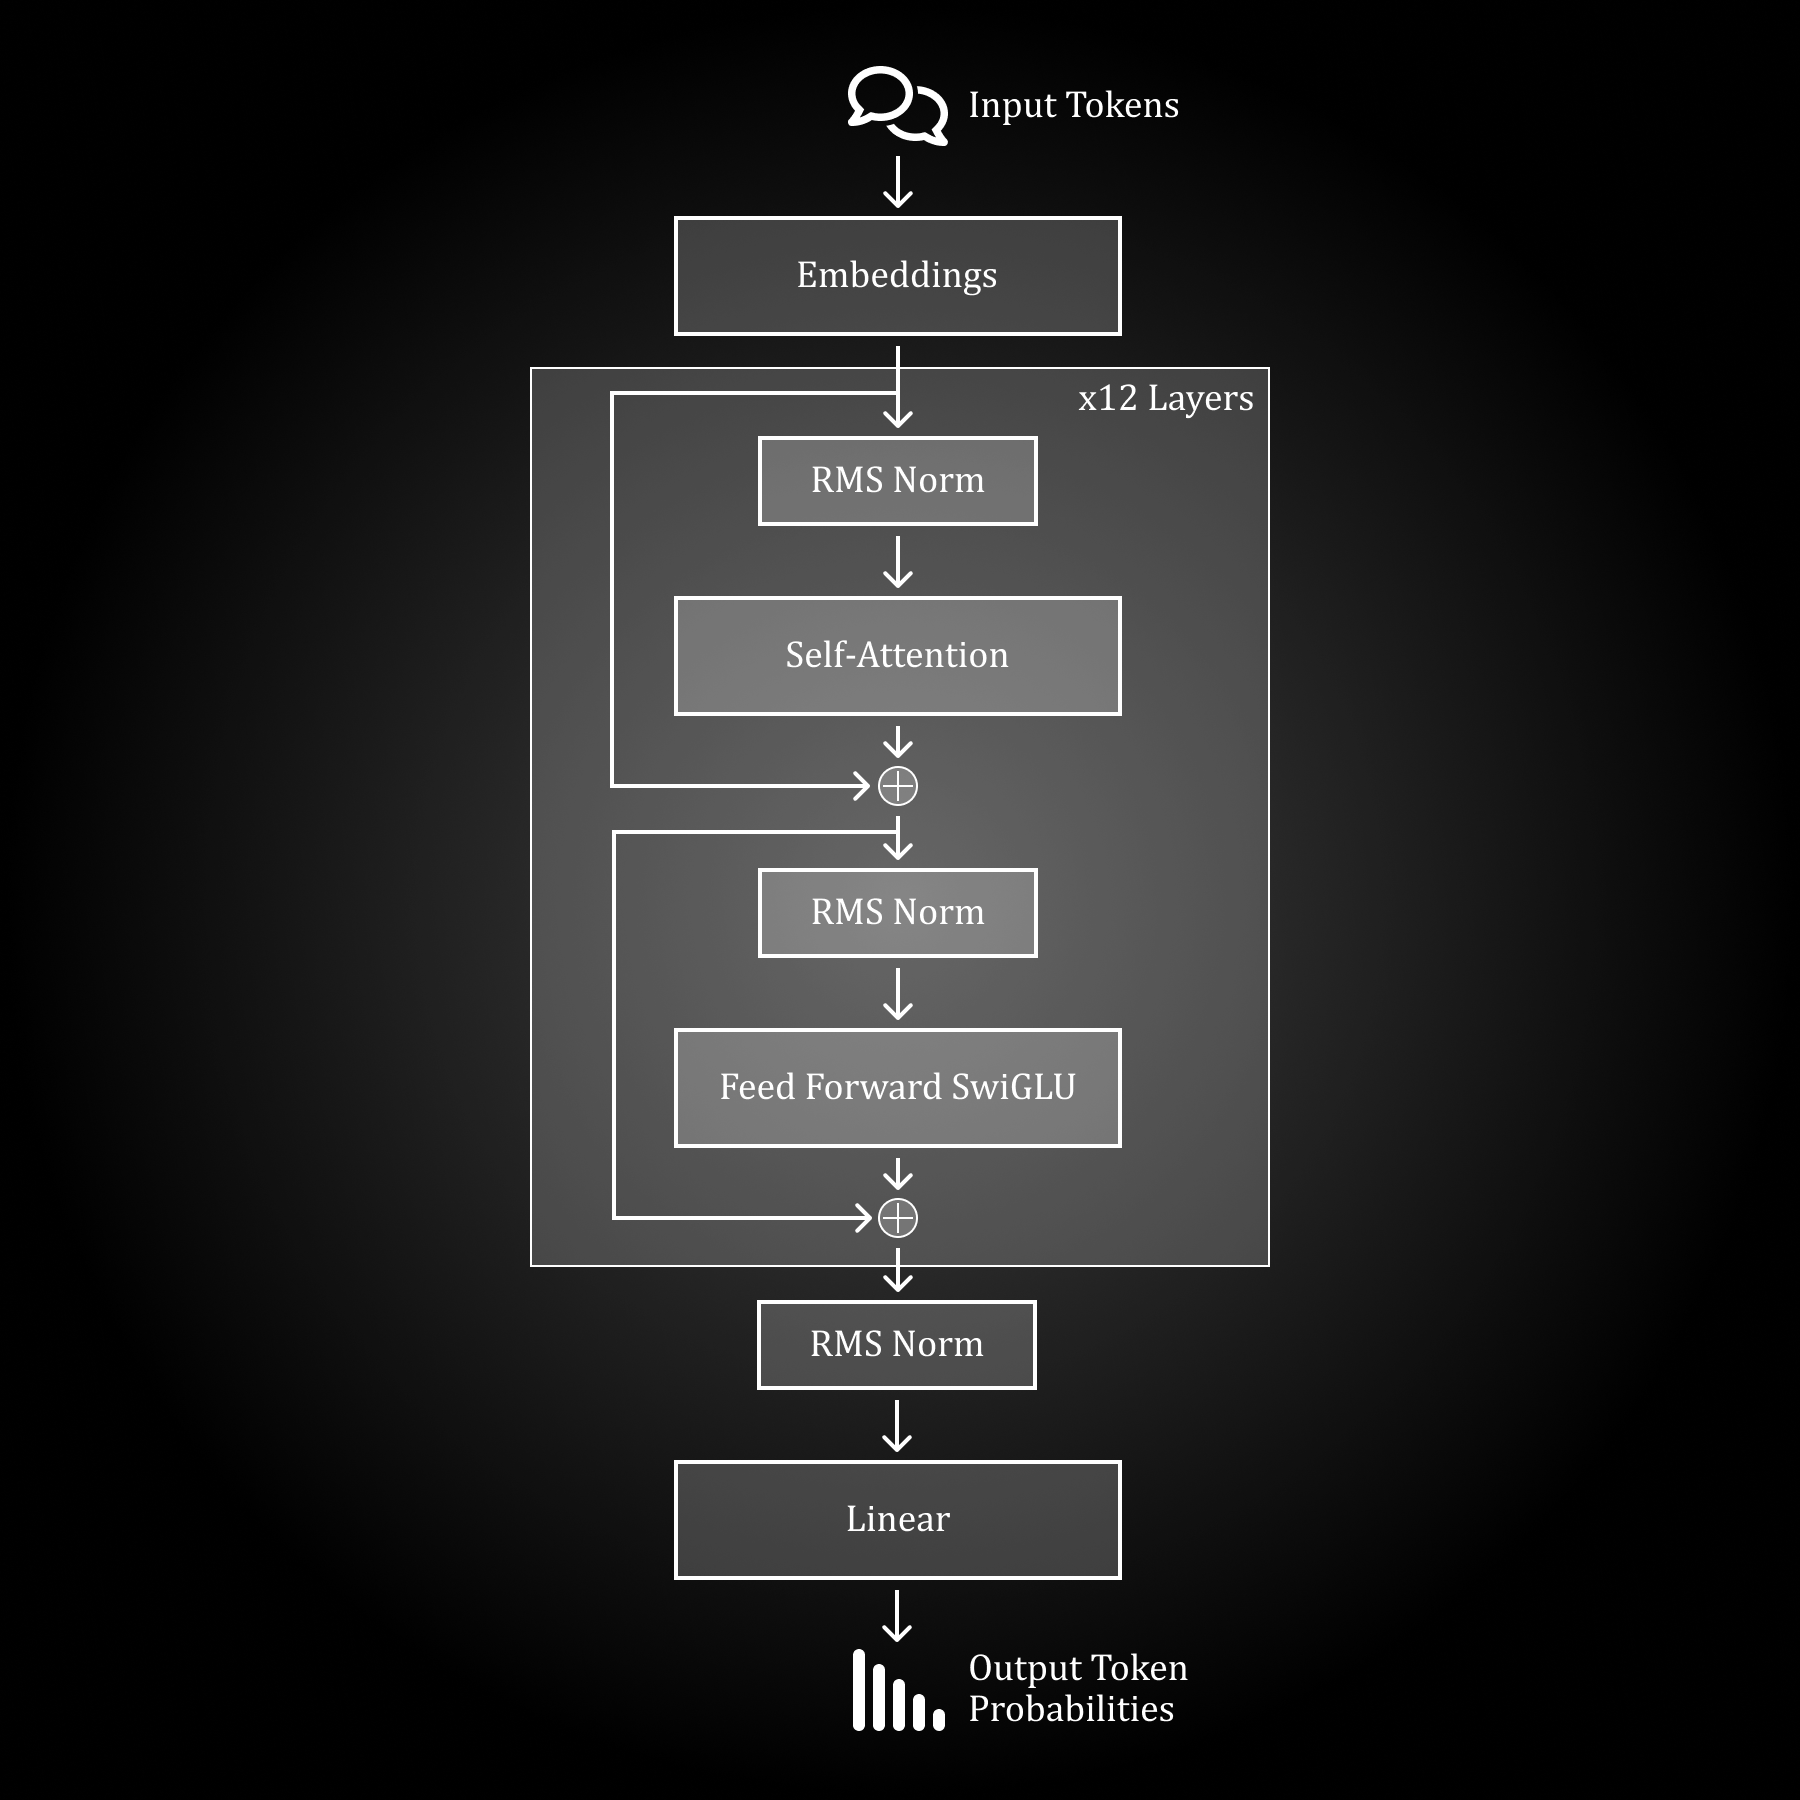 Input Tokens
Embeddings
x12 Layers
RMS Norm
Self-Attention
RMS Norm
Feed Forward SwiGLU
RMS Norm
Linear
Output Token
Probabilities